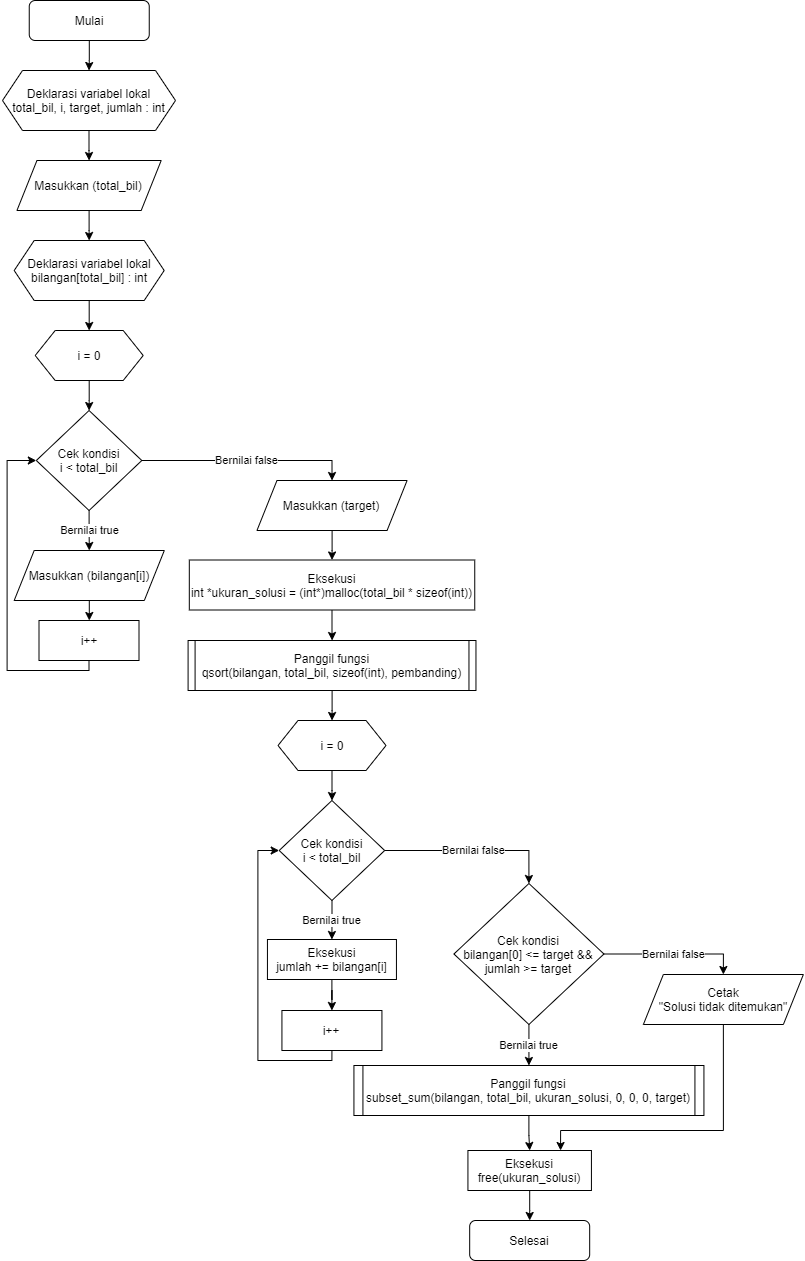 Mulai
Deklarasi variabel lokal
total_bil, i, target, jumlah : int
Masukkan (total_bil)
Deklarasi variabel lokal
bilangan[total_bil] : int
i = 0
Cek kondisi
i < total_bil
Bernilai false
Bernilai true
Masukkan (bilangan[i])
i++
Masukkan (target)
Eksekusi
int *ukuran_solusi = (int*)malloc(total_bil * sizeof(int))
Panggil fungsi
qsort(bilangan, total_bil, sizeof(int), pembanding)
i = 0
Cek kondisi
i < total_bil
Bernilai false
Bernilai true
Eksekusi
jumlah += bilangan[i]
i++
Cek kondisi
bilangan[0] <= target &&
jumlah >= target
Bernilai false
Cetak
"Solusi tidak ditemukan"
Bernilai true
Panggil fungsi
subset_sum(bilangan, total_bil, ukuran_solusi, 0, 0, 0, target)
Eksekusi
free(ukuran_solusi)
Selesai